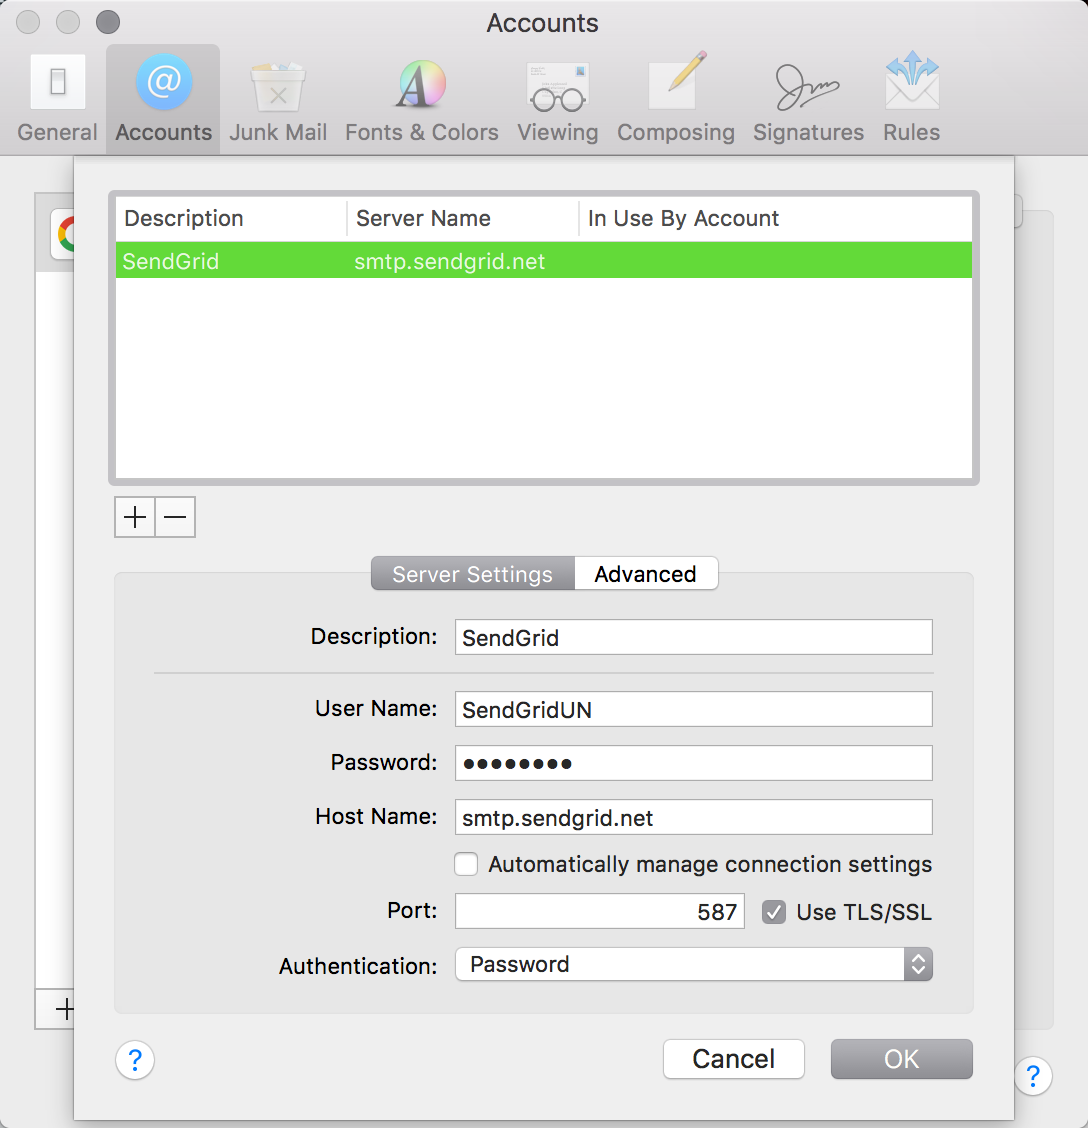 Accounts
General Accounts Junk Mail Fonts & Colors Viewing Composing Signatures Rules
Description Server Name In Use By Account
SendGrid smtp.sendgrid.net
Server Settings Advanced
Description: SendGrid
User Name: SendGridUN
Password: ●●●●●●●●
Host Name: smtp.sendgrid.net
Automatically manage connection settings
Port: 587 Use TLS/SSL
Authentication: Password
? Cancel OK
?